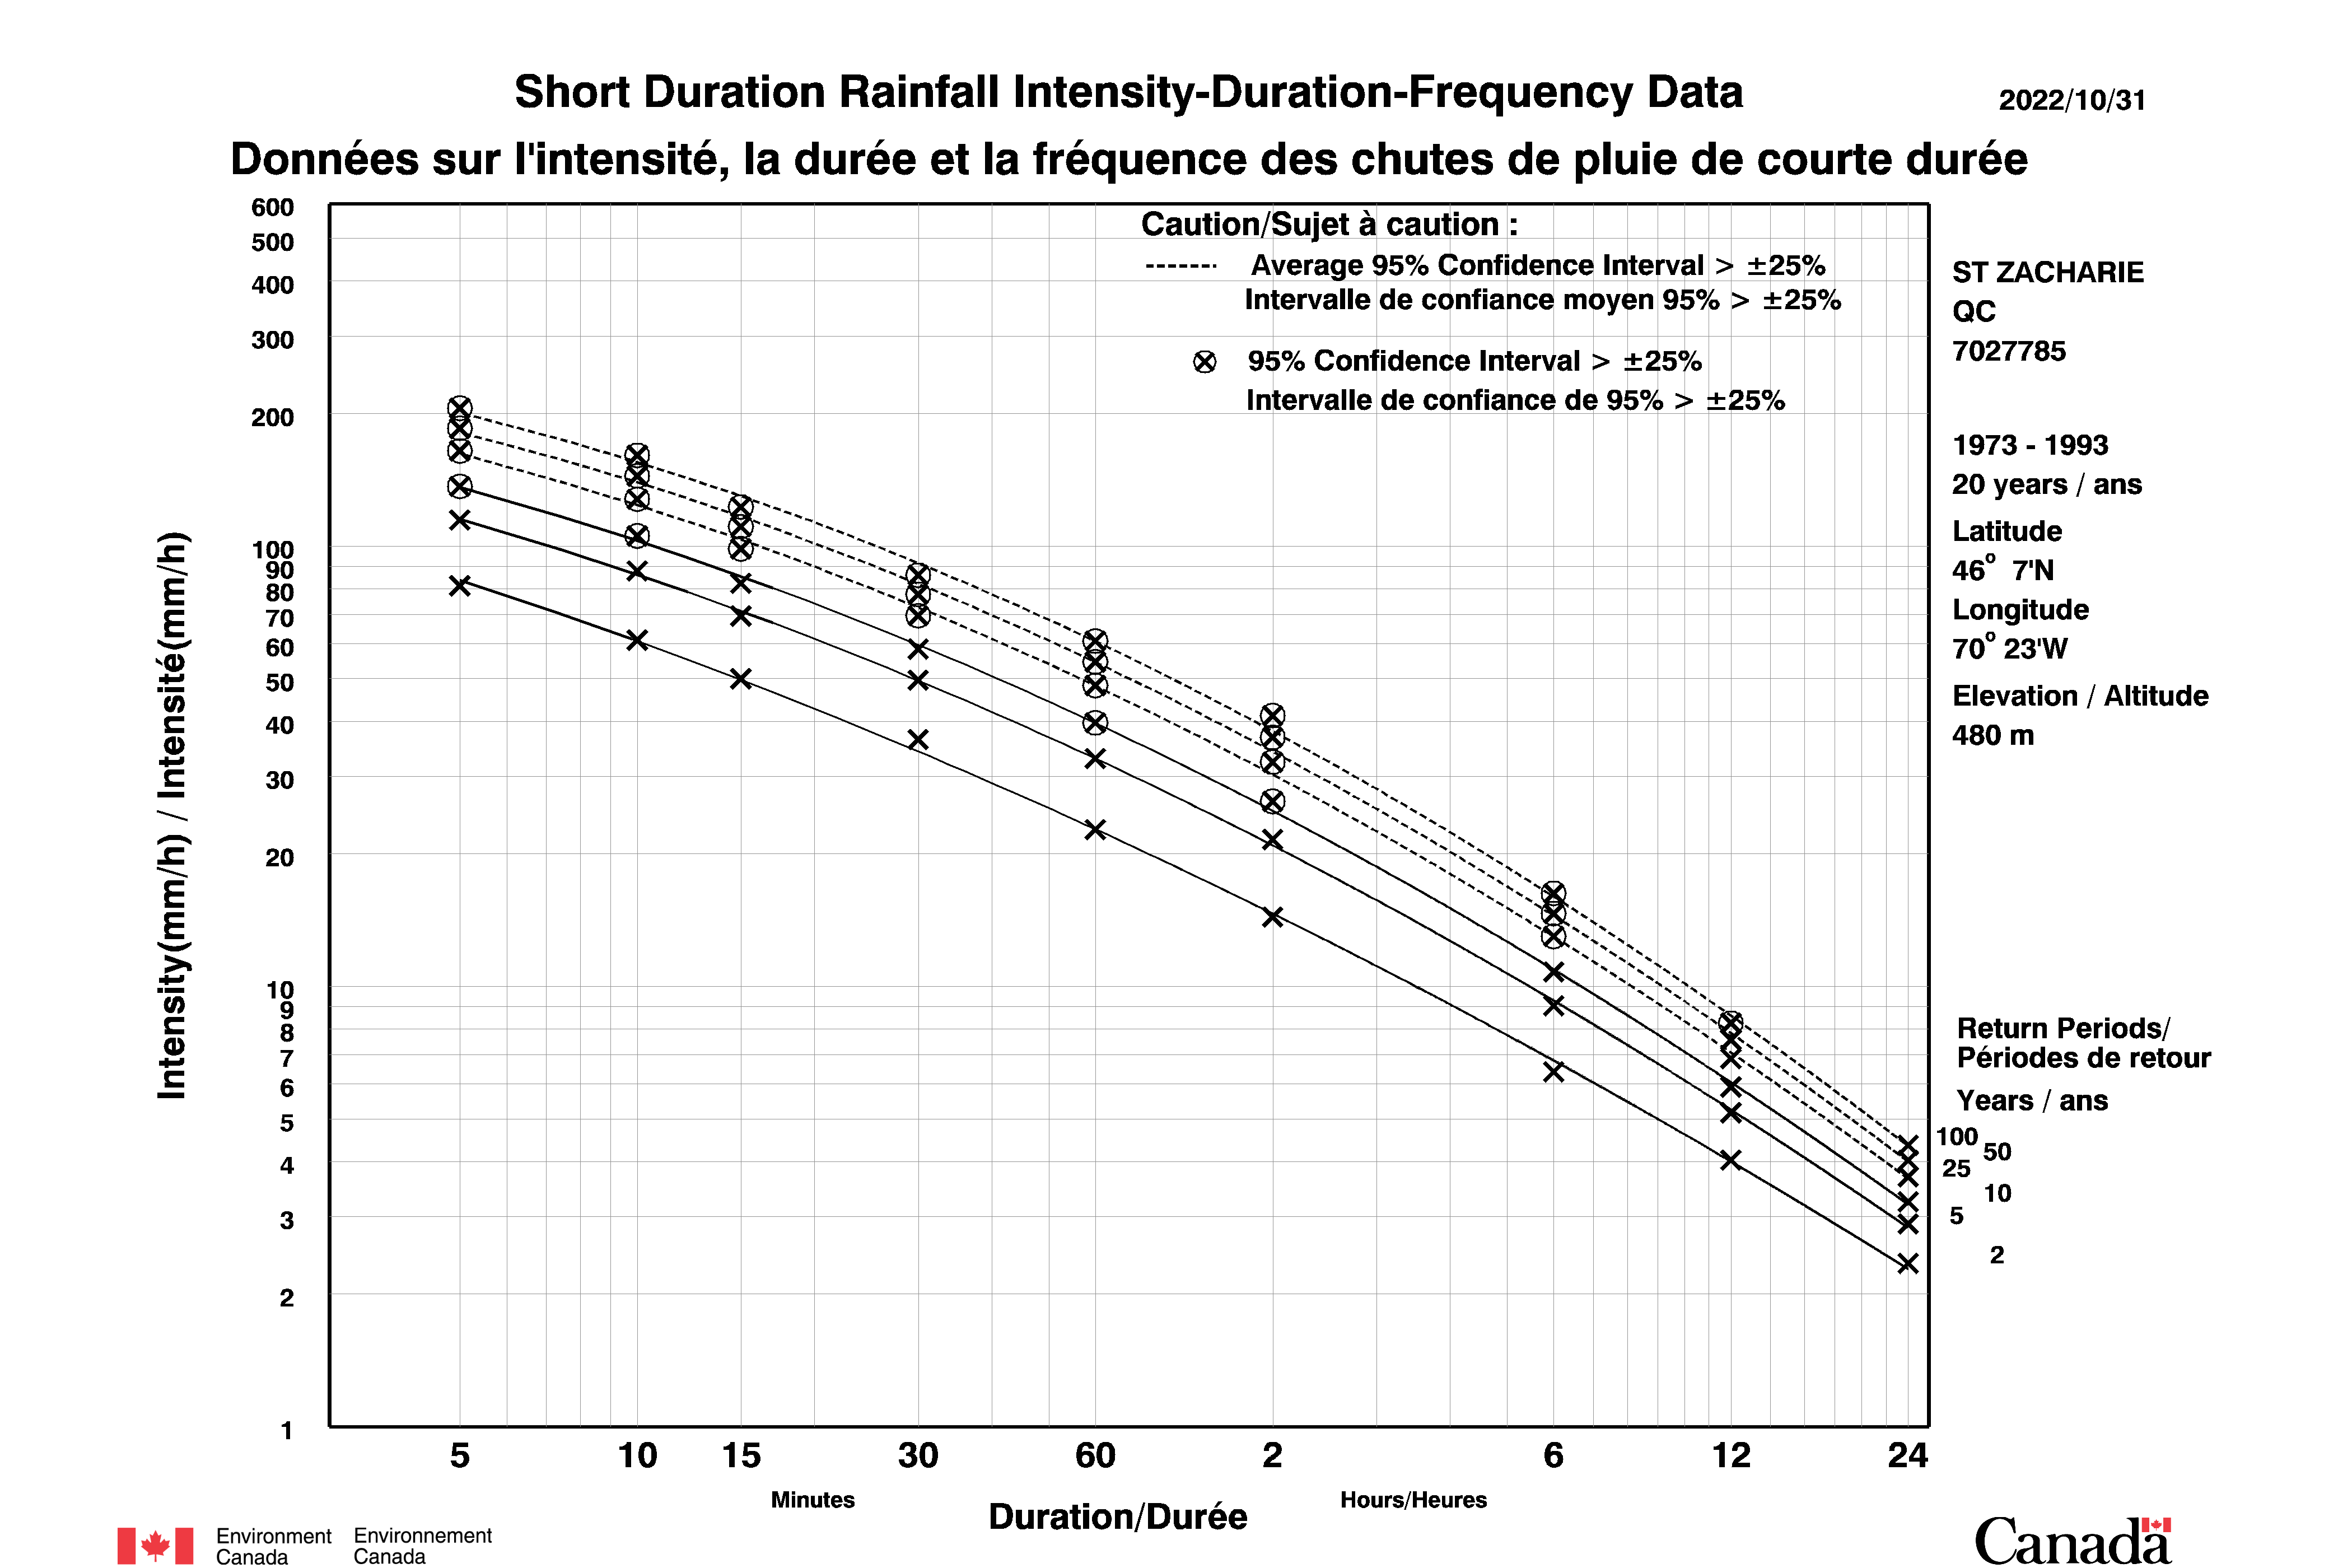 Short Duration Rainfall Intensity-Duration-Frequency Data
2022/10/31
Données sur l'intensité, la durée et la fréquence des chutes de pluie de courte durée
Caution/Sujet à caution :
Average 95% Confidence Interval > ±25%
Intervalle de confiance moyen 95% > ±25%
95% Confidence Interval > ±25%
Intervalle de confiance de 95% > ±25%
ST ZACHARIE
QC
7027785
1973 - 1993
20 years / ans
Latitude
46° 7'N
Longitude
70° 23'W
Elevation / Altitude
480 m
Return Periods/
Périodes de retour
Years / ans
100
50
25
10
5
2
Intensity(mm/h) / Intensité(mm/h)
600
500
400
300
200
100
90
80
70
60
50
40
30
20
10
9
8
7
6
5
4
3
2
1
5 10 15 30 60 2 6 12 24
Minutes
Hours/Heures
Duration/Durée
Environment
Canada
Environnement
Canada
Canada